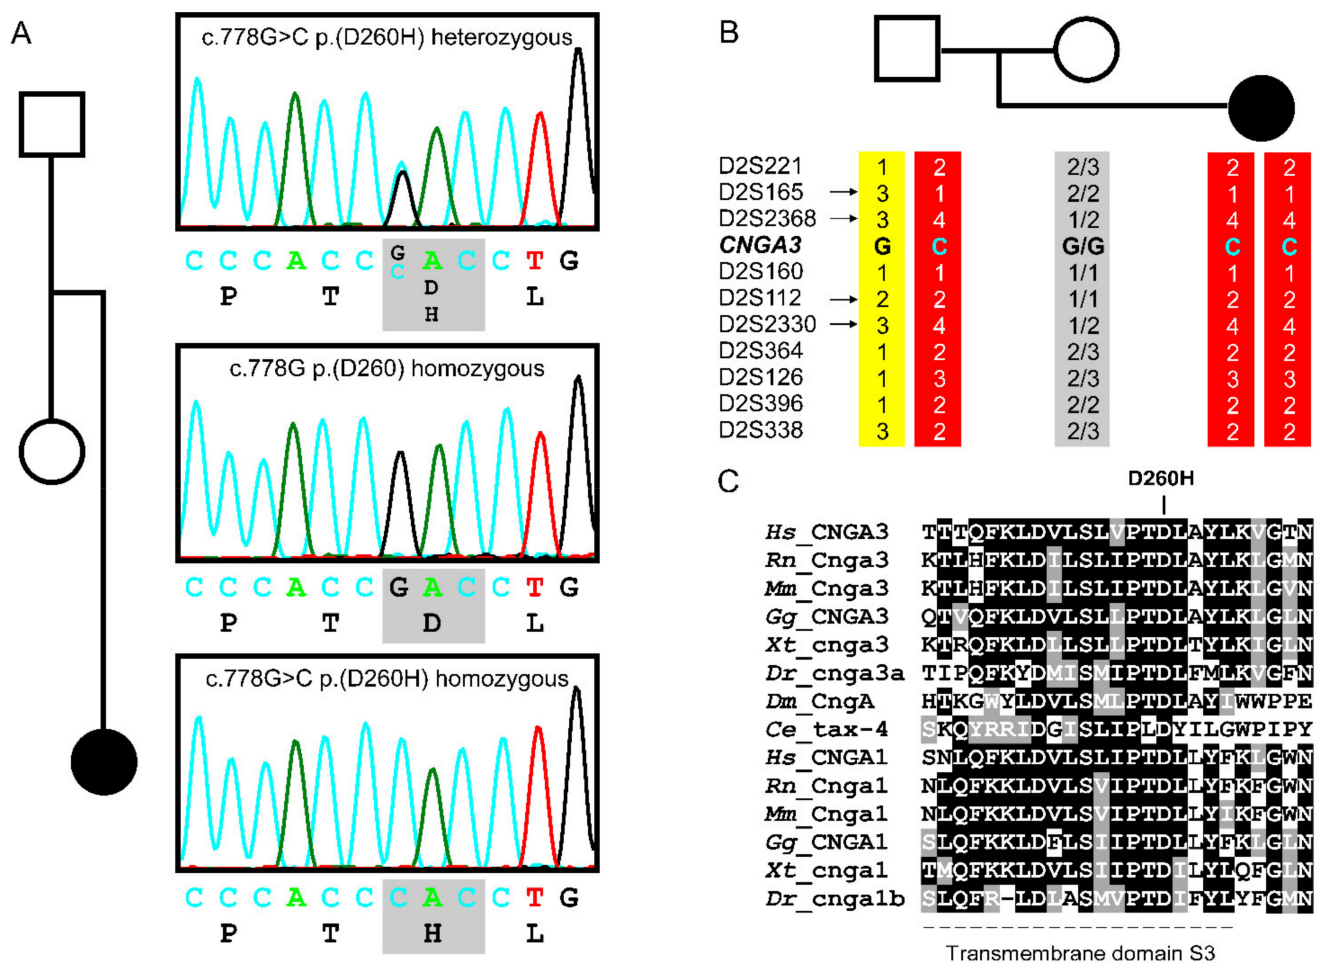 A
c.778G>C p.(D260H) heterozygous
C C C A C C G A C C T G
C
P T D L
H
c.778G p.(D260) homozygous
C C C A C C G A C C T G
P T D L
c.778G>C p.(D260H) homozygous
C C C A C C C A C C T G
P T H L
B
D2S221 1 2 2/3 2 2
D2S165 → 3 1 2/2 1 1
D2S2368 → 3 4 1/2 4 4
CNGA3 G C G/G C C
D2S160 1 1 1/1 1 1
D2S112 → 2 2 1/1 2 2
D2S2330 → 3 4 1/2 4 4
D2S364 1 2 2/3 2 2
D2S126 1 3 2/3 3 3
D2S396 1 2 2/2 2 2
D2S338 3 2 2/3 2 2
C
D260H
Hs_CNGA3 TTTQFKLDVLSLVPTDLAYLKVGTN
Rn_Cnga3 KTLHFKLDILSLIPTDLAYLKLGMN
Mm_Cnga3 KTLHFKLDILSLIPTDLAYLKLGVN
Gg_CNGA3 QTVQFKLDVLSLLPTDLAYLKLGLN
Xt_cnga3 KTRQFKLDLLSLLPTDLTYLKIGLN
Dr_cnga3a TIPQFKYDMISMIPTDLFMLKVGFN
Dm_CngA HTKGWYLDVLSMLPTDLAYIWWPPE
Ce_tax-4 SKQYRRIDGISLIPLDYILGWPIPY
Hs_CNGA1 SNLQFKLDVLSLIPTDLLYFKLGWN
Rn_Cnga1 NLQFKKLDVLSVIPTDLLYFKFGWN
Mm_Cnga1 NLQFKKLDVLSVIPTDLLYIKFGWN
Gg_CNGA1 SLQFKKLDFLSIIPTDLLYFKLGLN
Xt_cnga1 TMQFKKLDVLSIIPTDILYLQFGLN
Dr_cnga1b SLQFR-LDLASMVPTDIFYLYFGMN
Transmembrane domain S3